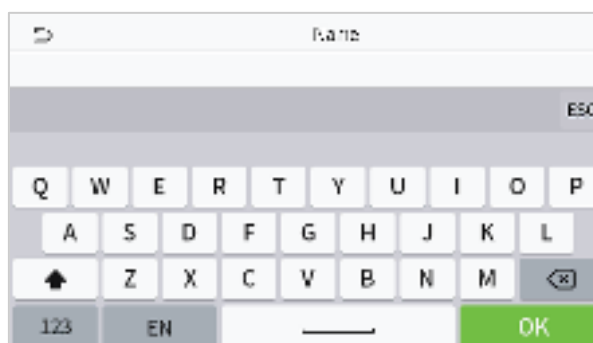 Name
ESC
Q W E R T Y U I O P
A S D F G H J K L
Z X C V B N M
123 EN OK